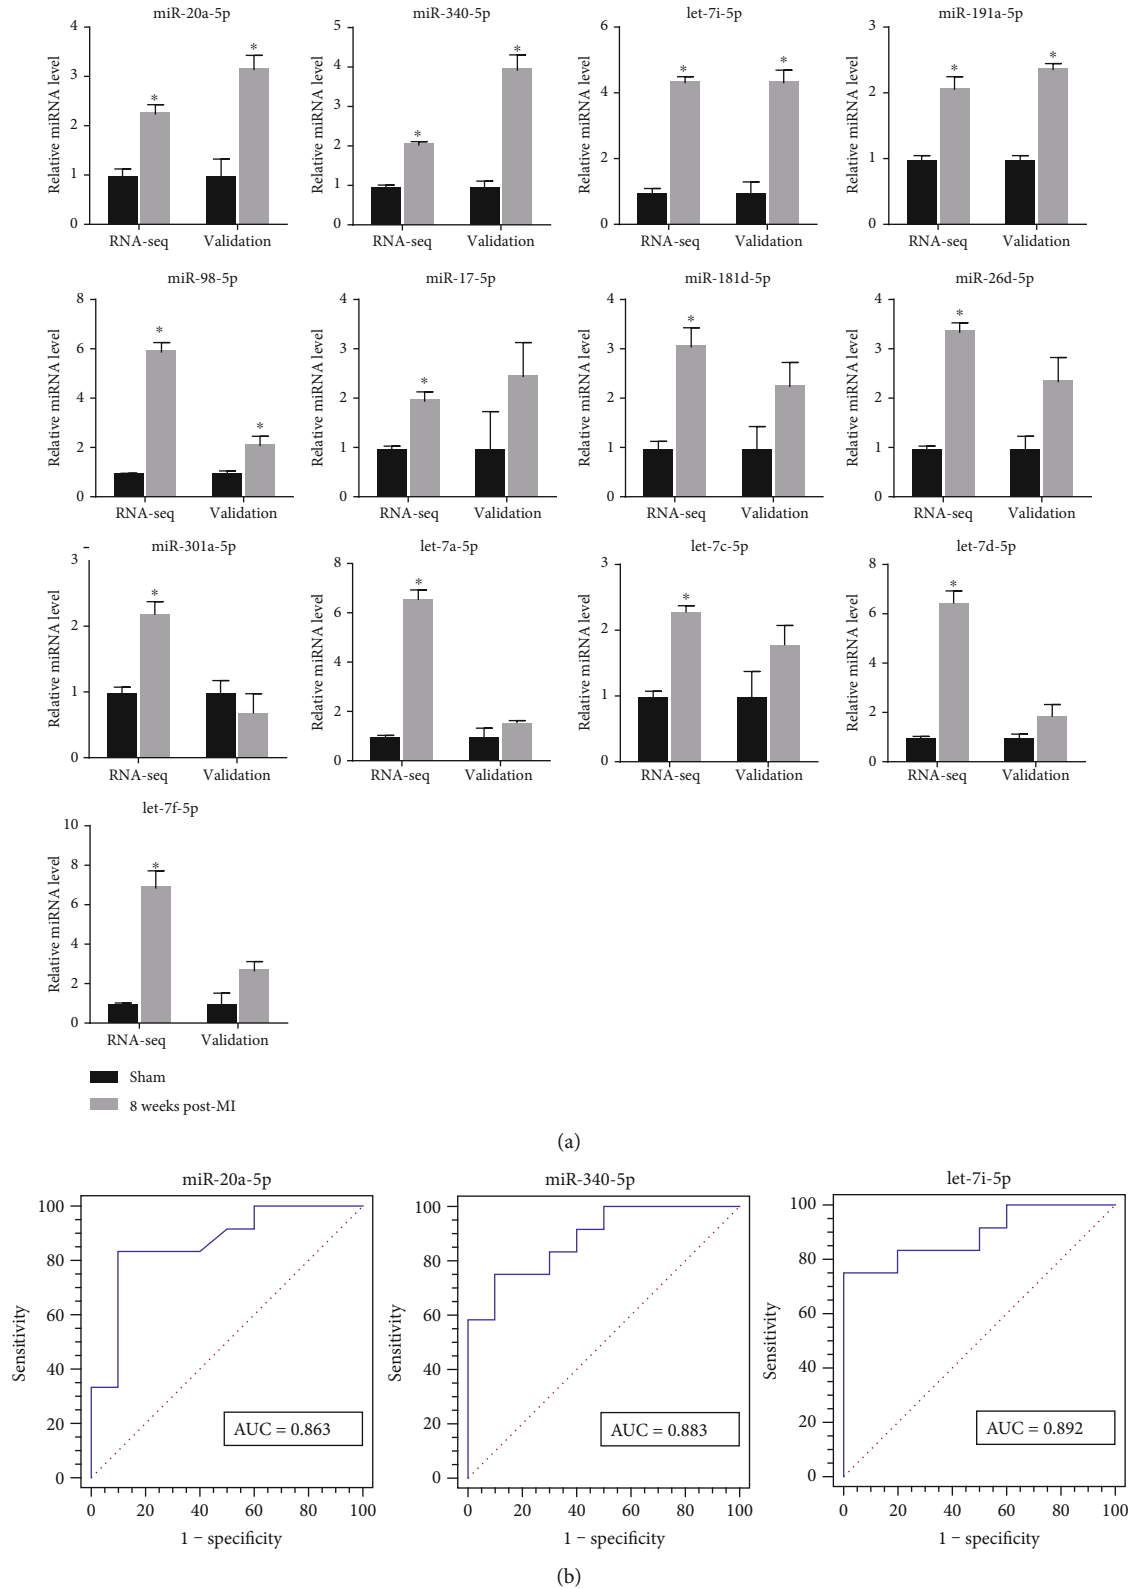 miR-20a-5p
Relative miRNA level
4
3
2
1
0
*
*
RNA-seq Validation
miR-340-5p
Relative miRNA level
5
4
3
2
1
0
*
*
RNA-seq Validation
let-7i-5p
Relative miRNA level
6
4
2
0
*
*
RNA-seq Validation
miR-191a-5p
Relative miRNA level
3
2
1
0
*
*
RNA-seq Validation
miR-98-5p
Relative miRNA level
8
6
4
2
0
*
*
RNA-seq Validation
miR-17-5p
Relative miRNA level
4
3
2
1
0
*
RNA-seq Validation
miR-181d-5p
Relative miRNA level
4
3
2
1
0
*
RNA-seq Validation
miR-26d-5p
Relative miRNA level
4
3
2
1
0
*
RNA-seq Validation
miR-301a-5p
Relative miRNA level
3
2
1
0
*
RNA-seq Validation
let-7a-5p
Relative miRNA level
8
6
4
2
0
*
RNA-seq Validation
let-7c-5p
Relative miRNA level
3
2
1
0
*
RNA-seq Validation
let-7d-5p
Relative miRNA level
8
6
4
2
0
*
RNA-seq Validation
let-7f-5p
Relative miRNA level
10
8
6
4
2
0
*
RNA-seq Validation
Sham
8 weeks post-MI
(a)
miR-20a-5p
Sensitivity
100
80
60
40
20
0
AUC = 0.863
0 20 40 60 80 100
1 − specificity
miR-340-5p
Sensitivity
100
80
60
40
20
0
AUC = 0.883
0 20 40 60 80 100
1 − specificity
let-7i-5p
Sensitivity
100
80
60
40
20
0
AUC = 0.892
0 20 40 60 80 100
1 − specificity
(b)